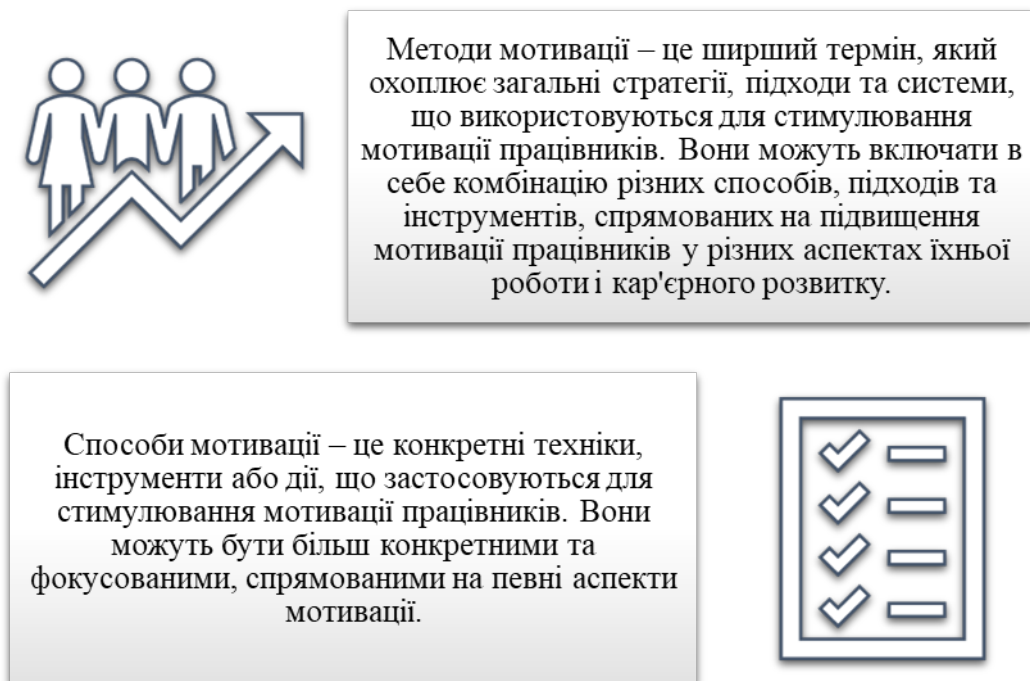 Методи мотивації – це ширший термін, який
охоплює загальні стратегії, підходи та системи,
що використовуються для стимулювання
мотивації працівників. Вони можуть включати в
себе комбінацію різних способів, підходів та
інструментів, спрямованих на підвищення
мотивації працівників у різних аспектах їхньої
роботи і кар'єрного розвитку.
Способи мотивації – це конкретні техніки,
інструменти або дії, що застосовуються для
стимулювання мотивації працівників. Вони
можуть бути більш конкретними та
фокусованими, спрямованими на певні аспекти
мотивації.